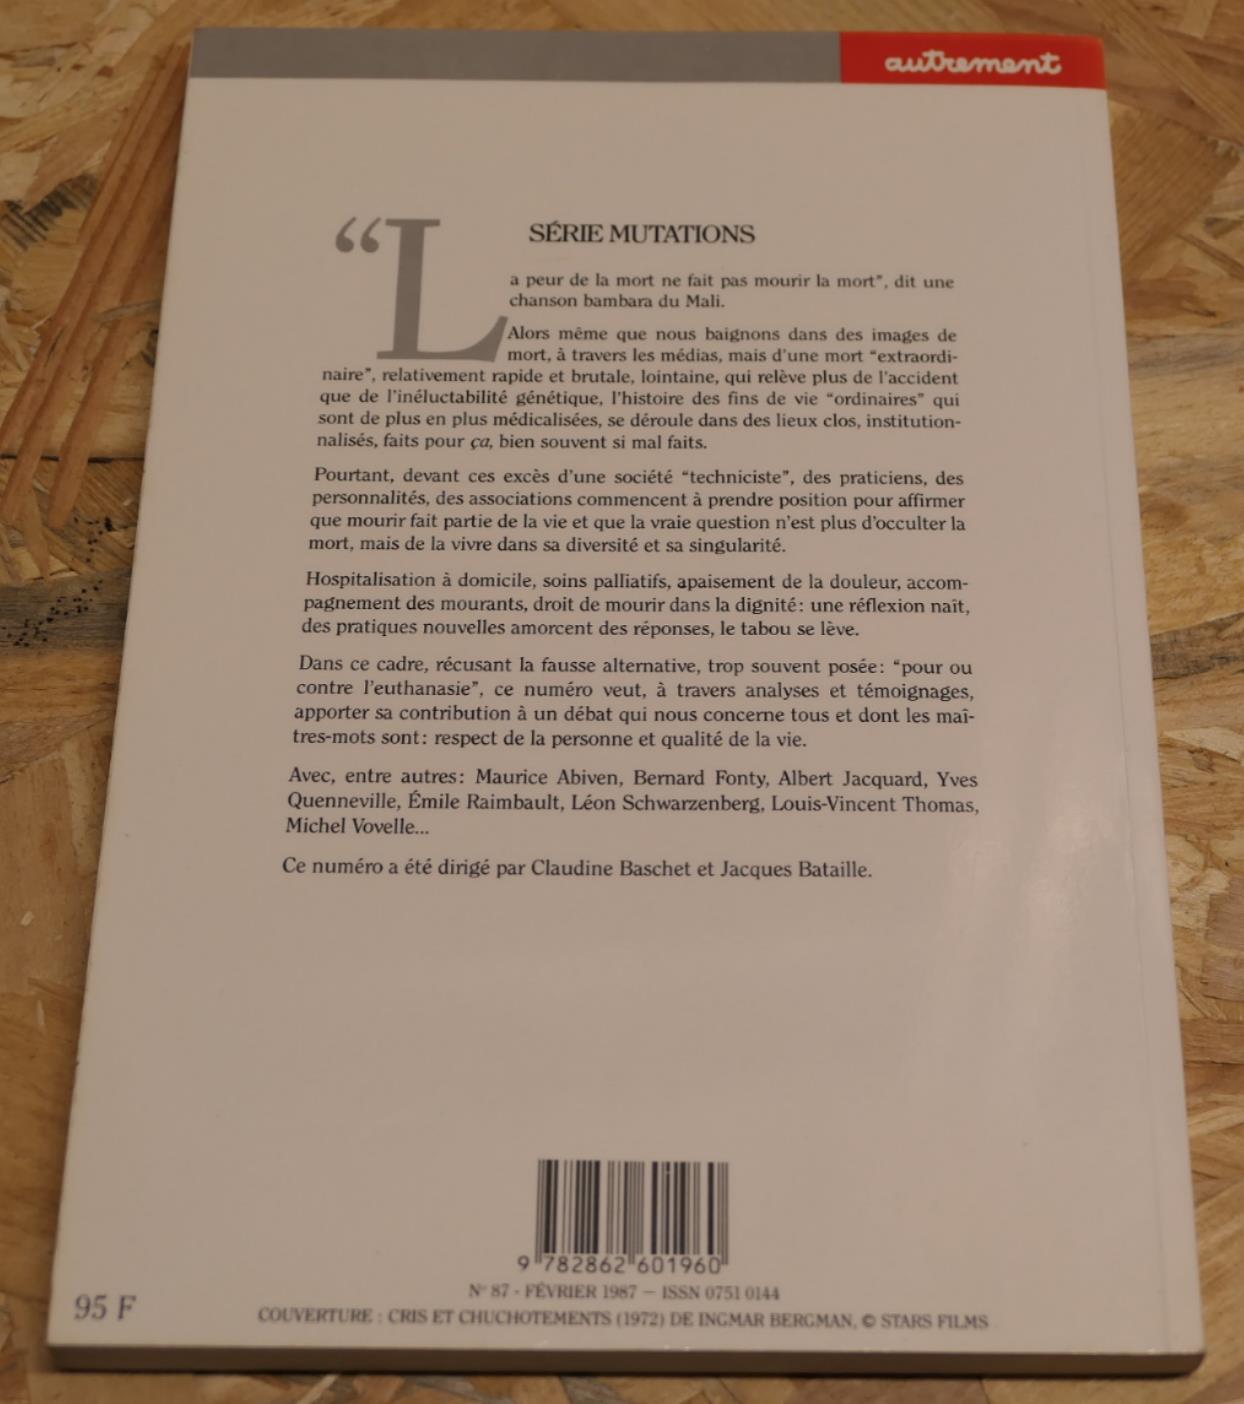 autrement
SÉRIE MUTATIONS
“La peur de la mort ne fait pas mourir la mort”, dit une
chanson bambara du Mali.
Alors même que nous baignons dans des images de
mort, à travers les médias, mais d'une mort “extraordi-
naire”, relativement rapide et brutale, lointaine, qui relève plus de l'accident
que de l'inéluctabilité génétique, l'histoire des fins de vie “ordinaires” qui
sont de plus en plus médicalisées, se déroule dans des lieux clos, institution-
nalisés, faits pour ça, bien souvent si mal faits.
Pourtant, devant ces excès d'une société “techniciste”, des praticiens, des
personnalités, des associations commencent à prendre position pour affirmer
que mourir fait partie de la vie et que la vraie question n'est plus d'occulter la
mort, mais de la vivre dans sa diversité et sa singularité.
Hospitalisation à domicile, soins palliatifs, apaisement de la douleur, accom-
pagnement des mourants, droit de mourir dans la dignité : une réflexion naît,
des pratiques nouvelles amorcent des réponses, le tabou se lève.
Dans ce cadre, récusant la fausse alternative, trop souvent posée : “pour ou
contre l'euthanasie”, ce numéro veut, à travers analyses et témoignages,
apporter sa contribution à un débat qui nous concerne tous et dont les maî-
tres-mots sont : respect de la personne et qualité de la vie.
Avec, entre autres : Maurice Abiven, Bernard Fonty, Albert Jacquard, Yves
Quenneville, Émile Raimbault, Léon Schwarzenberg, Louis-Vincent Thomas,
Michel Vovelle...
Ce numéro a été dirigé par Claudine Baschet et Jacques Bataille.
9 782862 601960
N° 87 - FÉVRIER 1987 — ISSN 0751 0144
95 F
COUVERTURE : CRIS ET CHUCHOTEMENTS (1972) DE INGMAR BERGMAN, © STARS FILMS